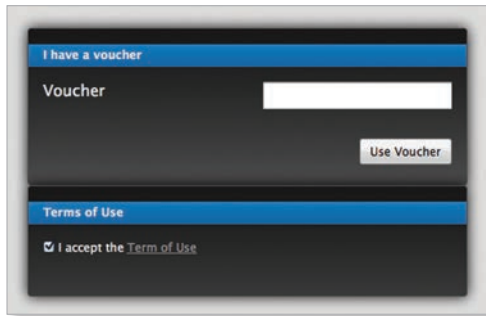 I have a voucher
Voucher
Use Voucher
Terms of Use
I accept the Term of Use